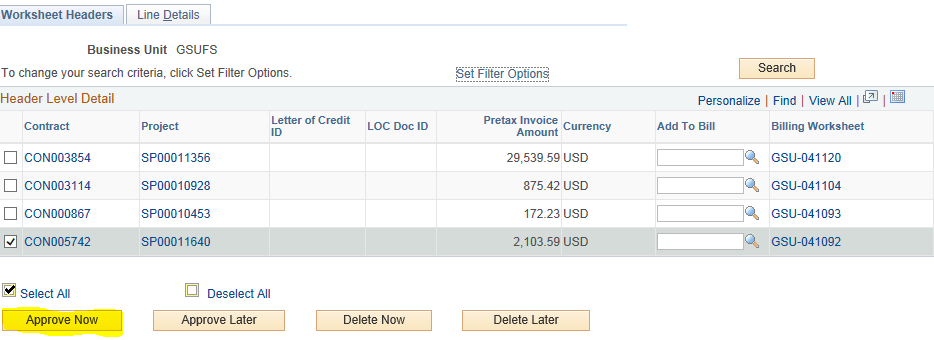 Worksheet Headers Line Details
Business Unit GSUFS
To change your search criteria, click Set Filter Options. Set Filter Options Search
Header Level Detail Personalize | Find | View All | |
Contract Project Letter of Credit ID LOC Doc ID Pretax Invoice Amount Currency Add To Bill Billing Worksheet
CON003854 SP00011356 29,539.59 USD GSU-041120
CON003114 SP00010928 875.42 USD GSU-041104
CON000867 SP00010453 172.23 USD GSU-041093
CON005742 SP00011640 2,103.59 USD GSU-041092
Select All Deselect All
Approve Now Approve Later Delete Now Delete Later